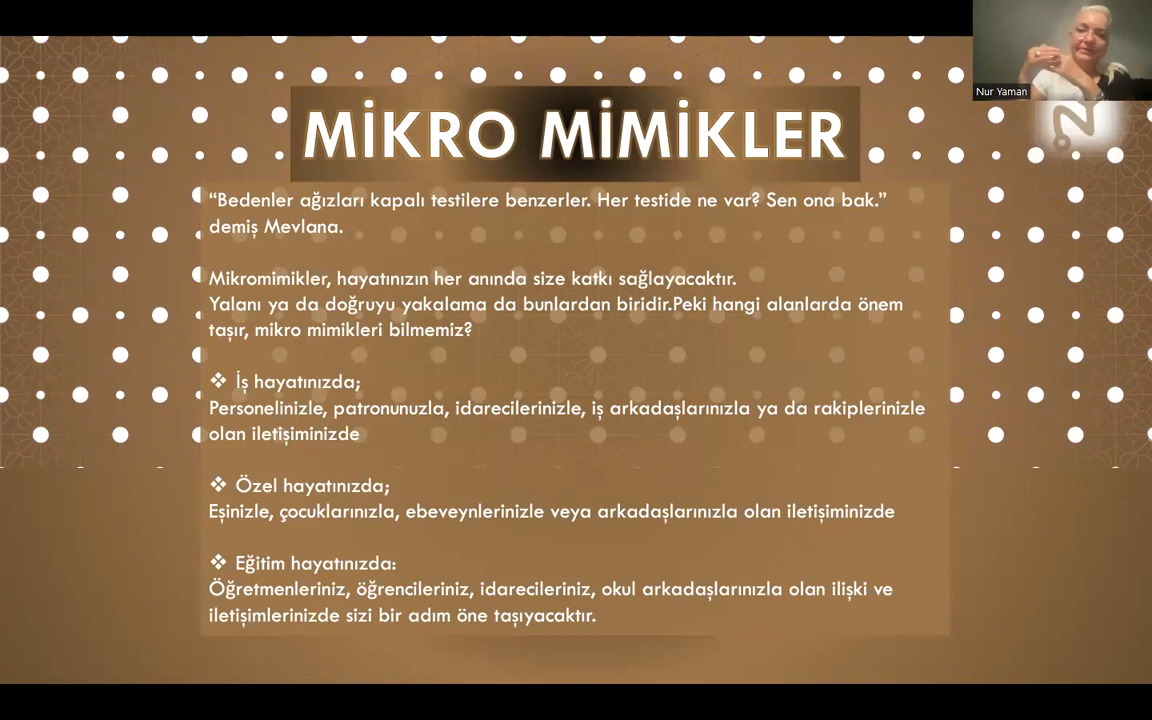 Nur Yaman
MİKRO MİMİKLER
“Bedenler ağızları kapalı testilere benzerler. Her testide ne var? Sen ona bak.”
demiş Mevlana.
Mikromimikler, hayatınızın her anında size katkı sağlayacaktır.
Yalanı ya da doğruyu yakalama da bunlardan biridir.Peki hangi alanlarda önem
taşır, mikro mimikleri bilmemiz?
❖ İş hayatınızda;
Personelinizle, patronunuzla, idarecilerinizle, iş arkadaşlarınızla ya da rakiplerinizle
olan iletişiminizde
❖ Özel hayatınızda;
Eşinizle, çocuklarınızla, ebeveynlerinizle veya arkadaşlarınızla olan iletişiminizde
❖ Eğitim hayatınızda:
Öğretmenleriniz, öğrencileriniz, idarecileriniz, okul arkadaşlarınızla olan ilişki ve
iletişimlerinizde sizi bir adım öne taşıyacaktır.